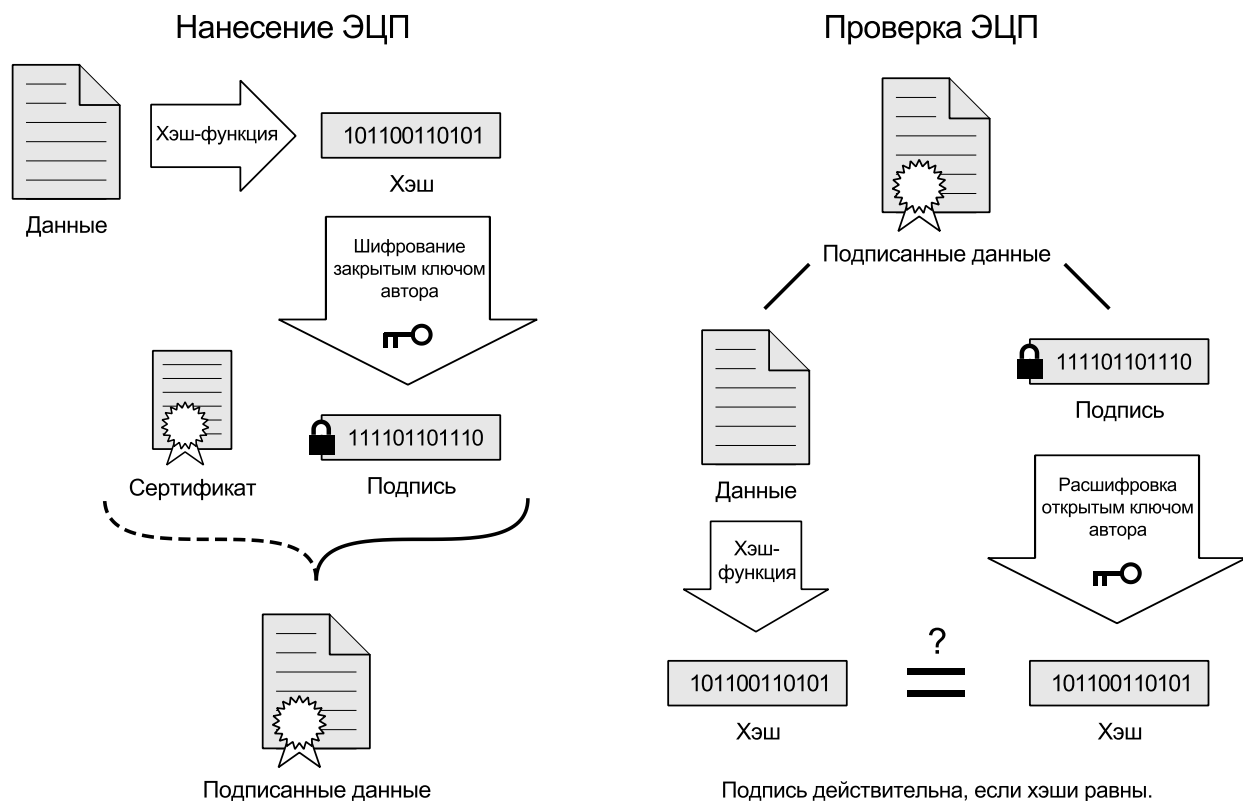 Нанесение ЭЦП
Данные
Хэш-функция
101100110101
Хэш
Шифрование
закрытым ключом
автора
Сертификат
111101101110
Подпись
Подписанные данные
Проверка ЭЦП
Подписанные данные
Данные
111101101110
Подпись
Хэш-
функция
Расшифровка
открытым ключом
автора
101100110101
Хэш
?
101100110101
Хэш
Подпись действительна, если хэши равны.